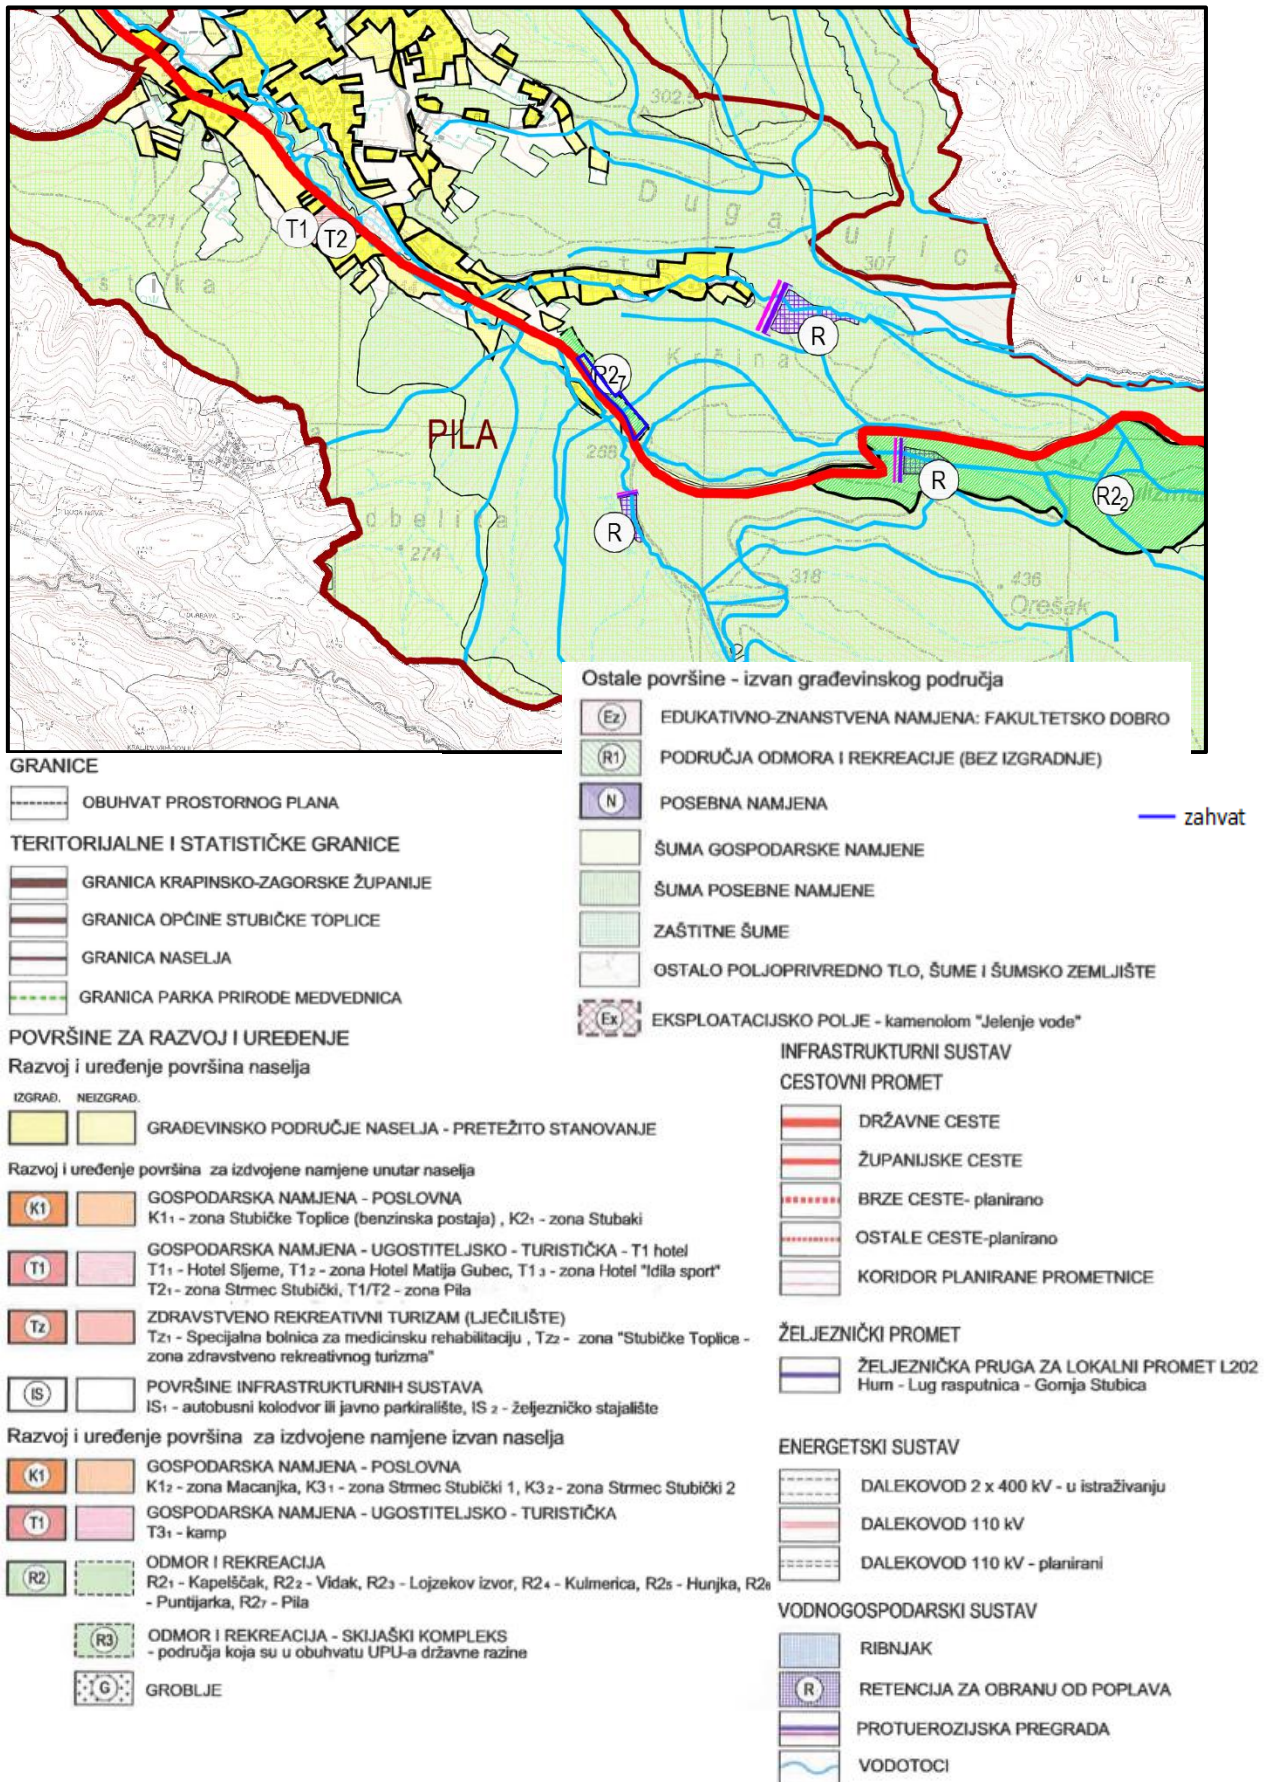 302.5
D u g a
u l i c a
271
T1
T2
307
U L I C A
s t i k a
R
K r č i n a
R2₇
PILA
268
R
R2₂
d b e l i k a
R
274
318
436
Orešak
DUBRAVA
Ostale površine - izvan građevinskog područja
Ez EDUKATIVNO-ZNANSTVENA NAMJENA: FAKULTETSKO DOBRO
R1 PODRUČJA ODMORA I REKREACIJE (BEZ IZGRADNJE)
N POSEBNA NAMJENA
zahvat
ŠUMA GOSPODARSKE NAMJENE
ŠUMA POSEBNE NAMJENE
ZAŠTITNE ŠUME
OSTALO POLJOPRIVREDNO TLO, ŠUME I ŠUMSKO ZEMLJIŠTE
Ex EKSPLOATACIJSKO POLJE - kamenolom "Jelenje vode"
GRANICE
OBUHVAT PROSTORNOG PLANA
TERITORIJALNE I STATISTIČKE GRANICE
GRANICA KRAPINSKO-ZAGORSKE ŽUPANIJE
GRANICA OPĆINE STUBIČKE TOPLICE
GRANICA NASELJA
GRANICA PARKA PRIRODE MEDVEDNICA
POVRŠINE ZA RAZVOJ I UREĐENJE
Razvoj i uređenje površina naselja
IZGRAĐ. NEIZGRAĐ.
GRAĐEVINSKO PODRUČJE NASELJA - PRETEŽITO STANOVANJE
Razvoj i uređenje površina za izdvojene namjene unutar naselja
K1 GOSPODARSKA NAMJENA - POSLOVNA
K1₁ - zona Stubičke Toplice (benzinska postaja) , K2₁ - zona Stubaki
T1 GOSPODARSKA NAMJENA - UGOSTITELJSKO - TURISTIČKA - T1 hotel
T1₁ - Hotel Sljeme, T1₂ - zona Hotel Matija Gubec, T1₃ - zona Hotel "Idila sport"
T2₁ - zona Strmec Stubički, T1/T2 - zona Pila
Tz ZDRAVSTVENO REKREATIVNI TURIZAM (LJEČILIŠTE)
Tz₁ - Specijalna bolnica za medicinsku rehabilitaciju , Tz₂ - zona "Stubičke Toplice -
zona zdravstveno rekreativnog turizma"
IS POVRŠINE INFRASTRUKTURNIH SUSTAVA
IS₁ - autobusni kolodvor ili javno parkiralište, IS ₂ - željezničko stajalište
Razvoj i uređenje površina za izdvojene namjene izvan naselja
K1 GOSPODARSKA NAMJENA - POSLOVNA
K1₂ - zona Macanjka, K3₁ - zona Strmec Stubički 1, K3₂ - zona Strmec Stubički 2
T1 GOSPODARSKA NAMJENA - UGOSTITELJSKO - TURISTIČKA
T3₁ - kamp
R2 ODMOR I REKREACIJA
R2₁ - Kapelščak, R2₂ - Vidak, R2₃ - Lojzekov izvor, R2₄ - Kulmerica, R2₅ - Hunjka, R2₆
- Puntijarka, R2₇ - Pila
R3 ODMOR I REKREACIJA - SKIJAŠKI KOMPLEKS
- područja koja su u obuhvatu UPU-a državne razine
G GROBLJE
INFRASTRUKTURNI SUSTAV
CESTOVNI PROMET
DRŽAVNE CESTE
ŽUPANIJSKE CESTE
BRZE CESTE- planirano
OSTALE CESTE-planirano
KORIDOR PLANIRANE PROMETNICE
ŽELJEZNIČKI PROMET
ŽELJEZNIČKA PRUGA ZA LOKALNI PROMET L202
Hum - Lug rasputnica - Gornja Stubica
ENERGETSKI SUSTAV
DALEKOVOD 2 x 400 kV - u istraživanju
DALEKOVOD 110 kV
DALEKOVOD 110 kV - planirani
VODNOGOSPODARSKI SUSTAV
RIBNJAK
R RETENCIJA ZA OBRANU OD POPLAVA
PROTUEROZIJSKA PREGRADA
VODOTOCI